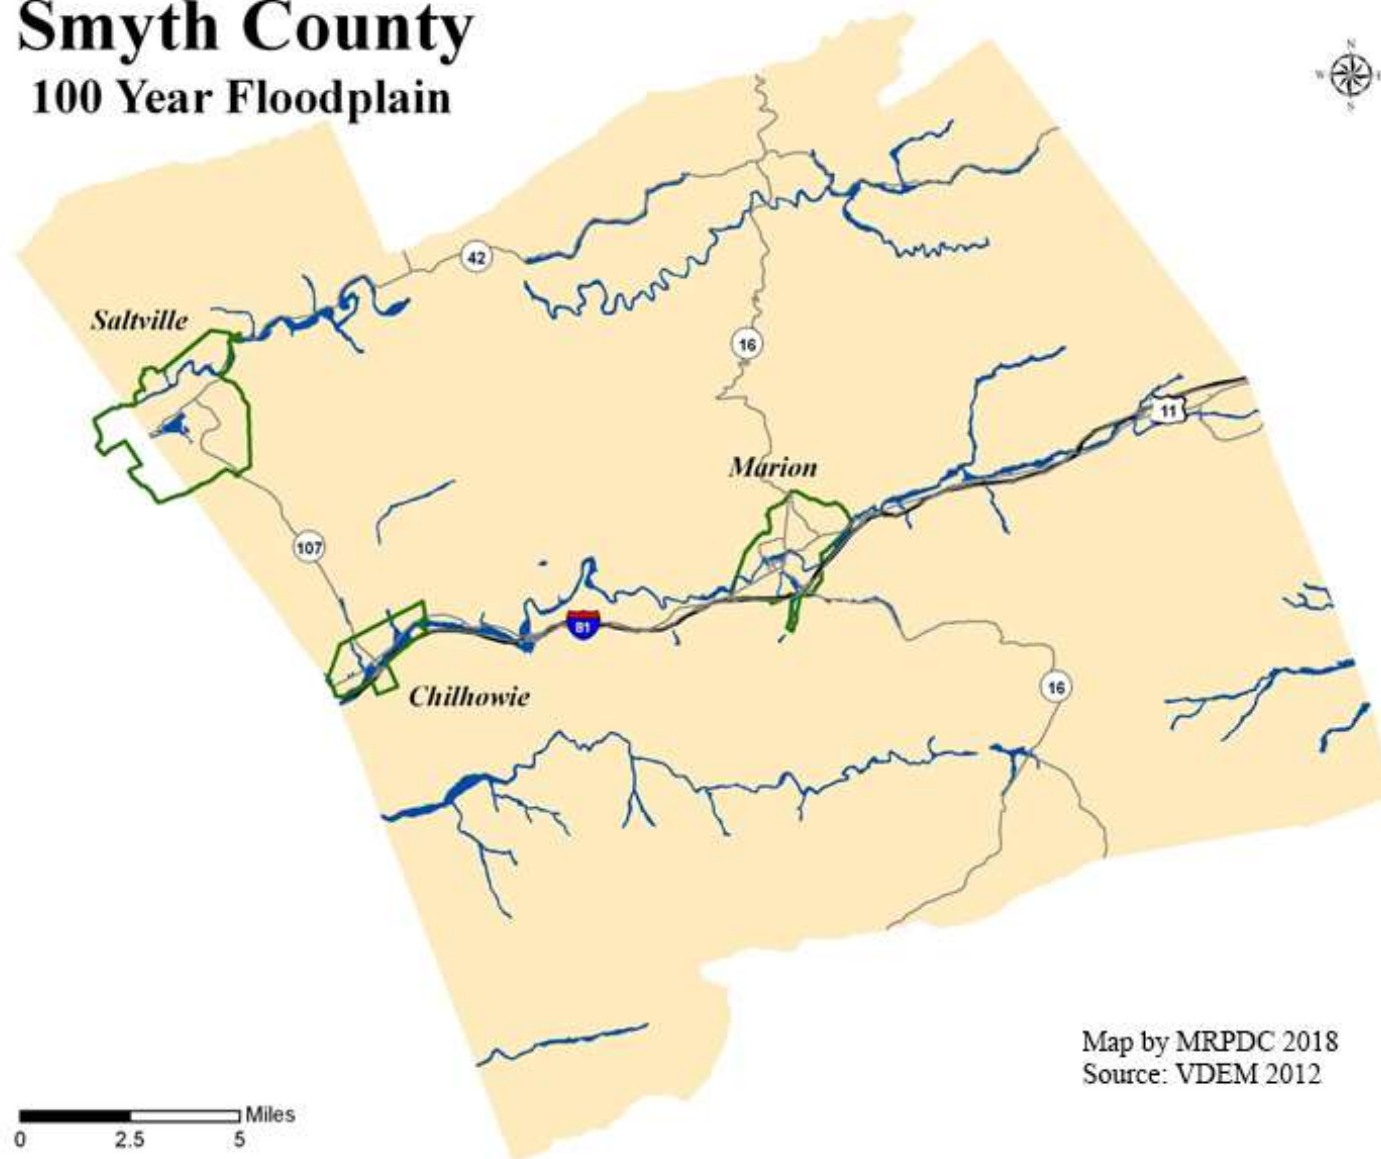 Smyth County
100 Year Floodplain
N
W
E
S
42
Saltville
16
11
Marion
107
81
16
Chilhowie
Map by MRPDC 2018
Source: VDEM 2012
Miles
0 2.5 5